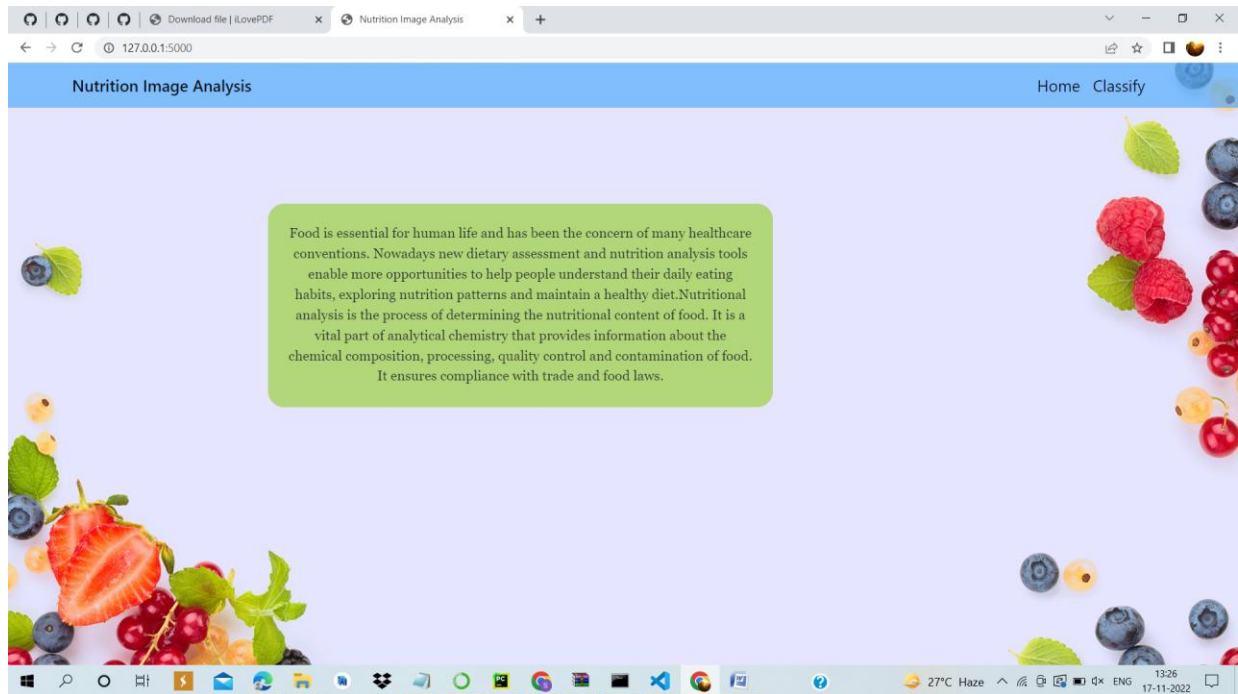 Download file | iLovePDF
Nutrition Image Analysis
127.0.0.1:5000
Nutrition Image Analysis
Home Classify
Food is essential for human life and has been the concern of many healthcare
conventions. Nowadays new dietary assessment and nutrition analysis tools
enable more opportunities to help people understand their daily eating
habits, exploring nutrition patterns and maintain a healthy diet.Nutritional
analysis is the process of determining the nutritional content of food. It is a
vital part of analytical chemistry that provides information about the
chemical composition, processing, quality control and contamination of food.
It ensures compliance with trade and food laws.
27°C Haze
ENG
13:26
17-11-2022